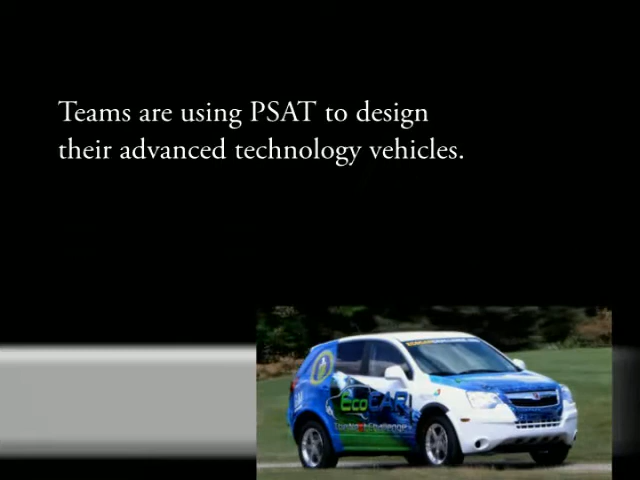 Teams are using PSAT to design
their advanced technology vehicles.
EcoCAR